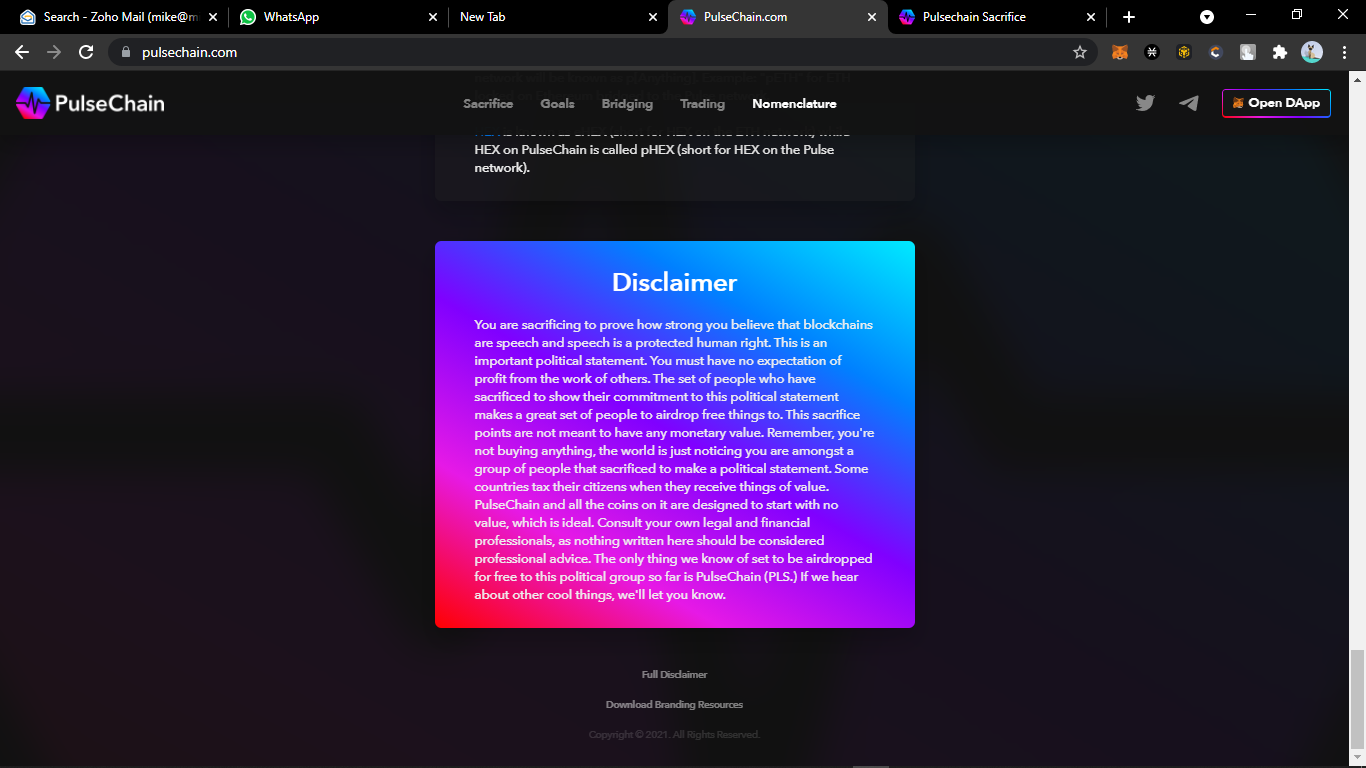 Search - Zoho Mail (mike@m
WhatsApp
New Tab
PulseChain.com
Pulsechain Sacrifice
pulsechain.com
PulseChain
Sacrifice
Goals
Bridging
Trading
Nomenclature
Open DApp
HEX on PulseChain is called pHEX (short for HEX on the Pulse
network).
Disclaimer
You are sacrificing to prove how strong you believe that blockchains
are speech and speech is a protected human right. This is an
important political statement. You must have no expectation of
profit from the work of others. The set of people who have
sacrificed to show their commitment to this political statement
makes a great set of people to airdrop free things to. This sacrifice
points are not meant to have any monetary value. Remember, you're
not buying anything, the world is just noticing you are amongst a
group of people that sacrificed to make a political statement. Some
countries tax their citizens when they receive things of value.
PulseChain and all the coins on it are designed to start with no
value, which is ideal. Consult your own legal and financial
professionals, as nothing written here should be considered
professional advice. The only thing we know of set to be airdropped
for free to this political group so far is PulseChain (PLS.) If we hear
about other cool things, we'll let you know.
Full Disclaimer
Download Branding Resources
Copyright © 2021. All Rights Reserved.